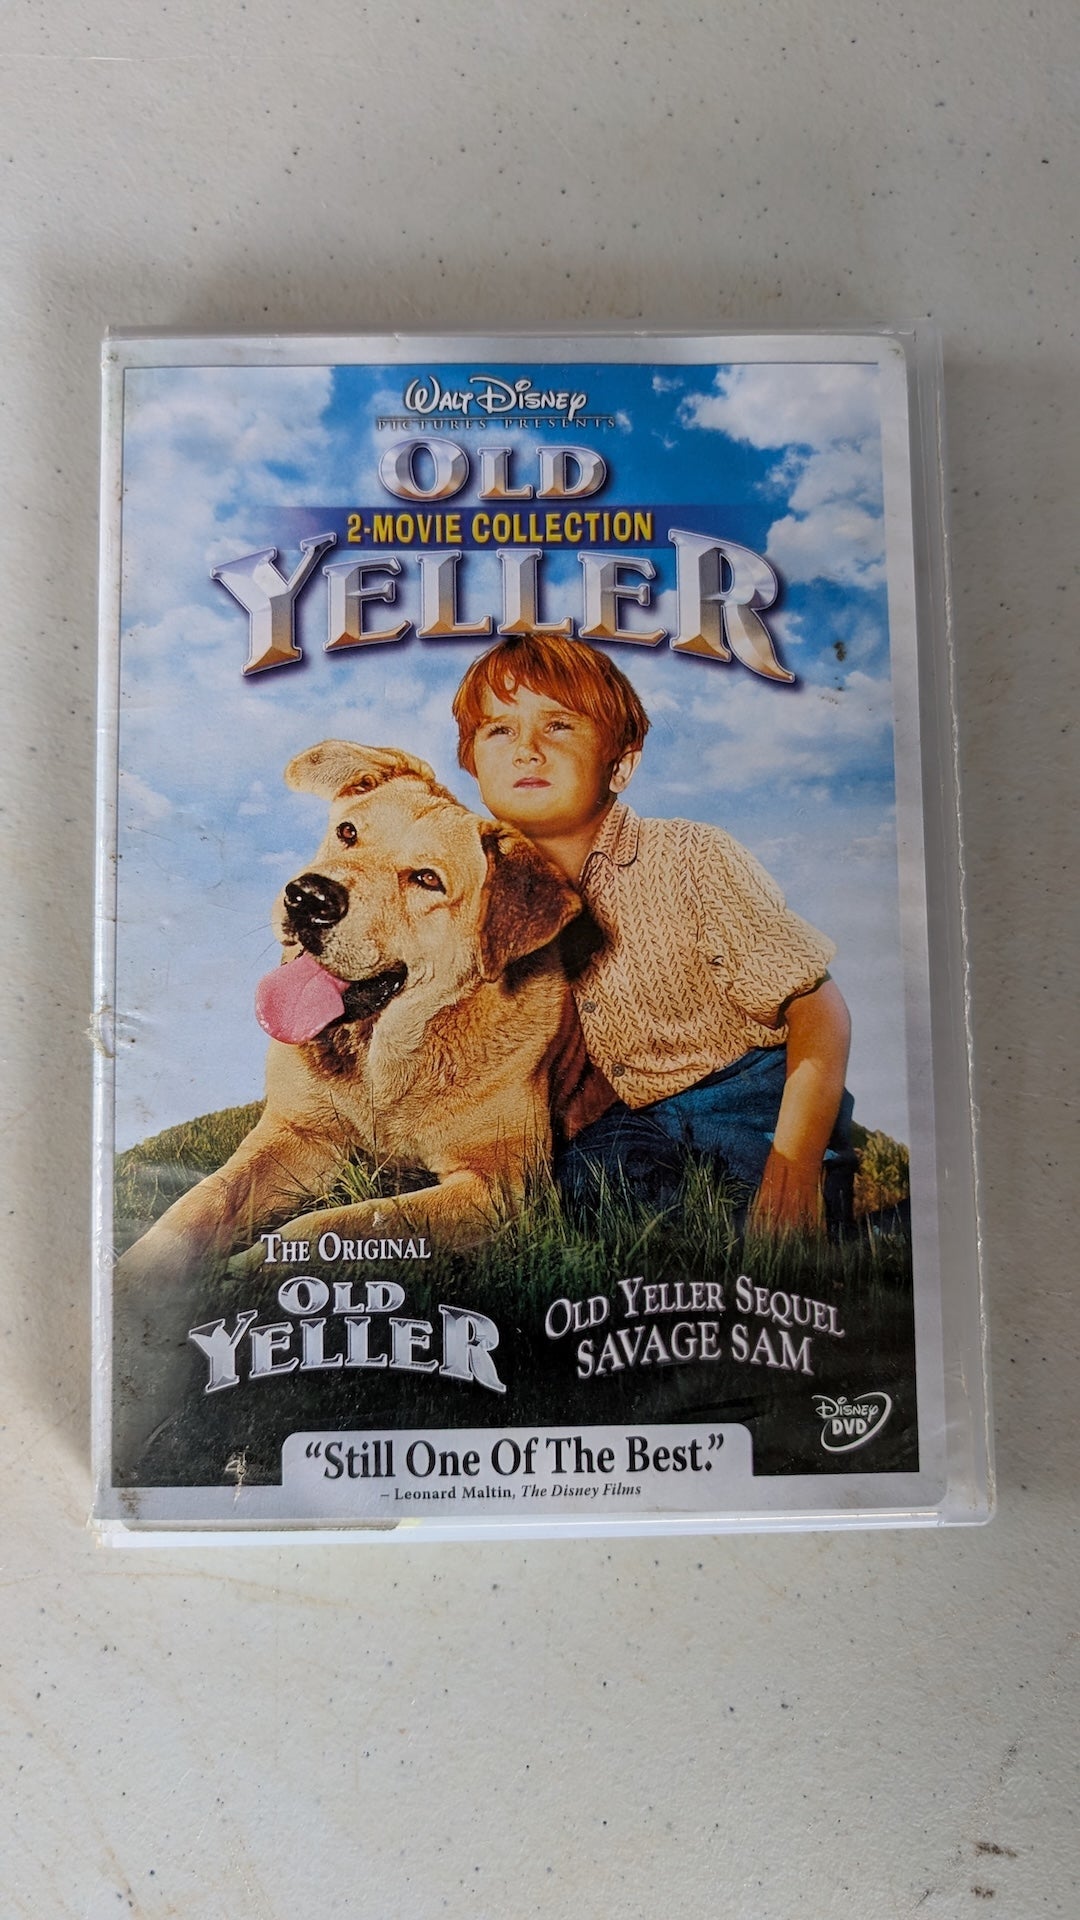 Walt Disney
PICTURES PRESENTS
OLD
2-MOVIE COLLECTION
YELLER
THE ORIGINAL
OLD
YELLER
OLD YELLER SEQUEL
SAVAGE SAM
Disney
DVD
“Still One Of The Best.”
– Leonard Maltin, The Disney Films